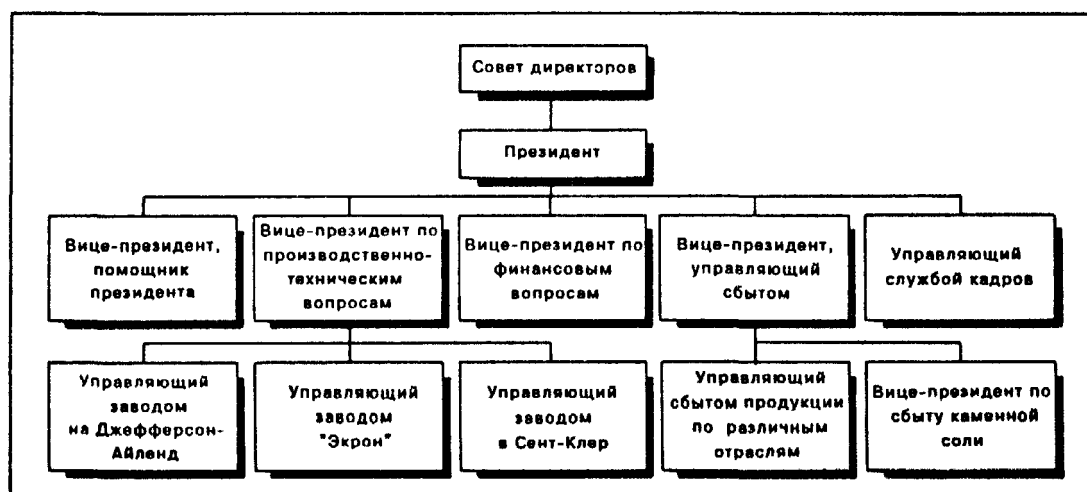 Совет директоров
Президент
Вице-президент,
помощник
президента
Вице-президент по
производственно-
техническим
вопросам
Вице-президент по
финансовым
вопросам
Вице-президент,
управляющий
сбытом
Управляющий
службой кадров
Управляющий
заводом
на Джефферсон-
Айленд
Управляющий
заводом
"Экрон"
Управляющий
заводом
в Сент-Клер
Управляющий
сбытом продукции
по различным
отраслям
Вице-президент по
сбыту каменной
соли